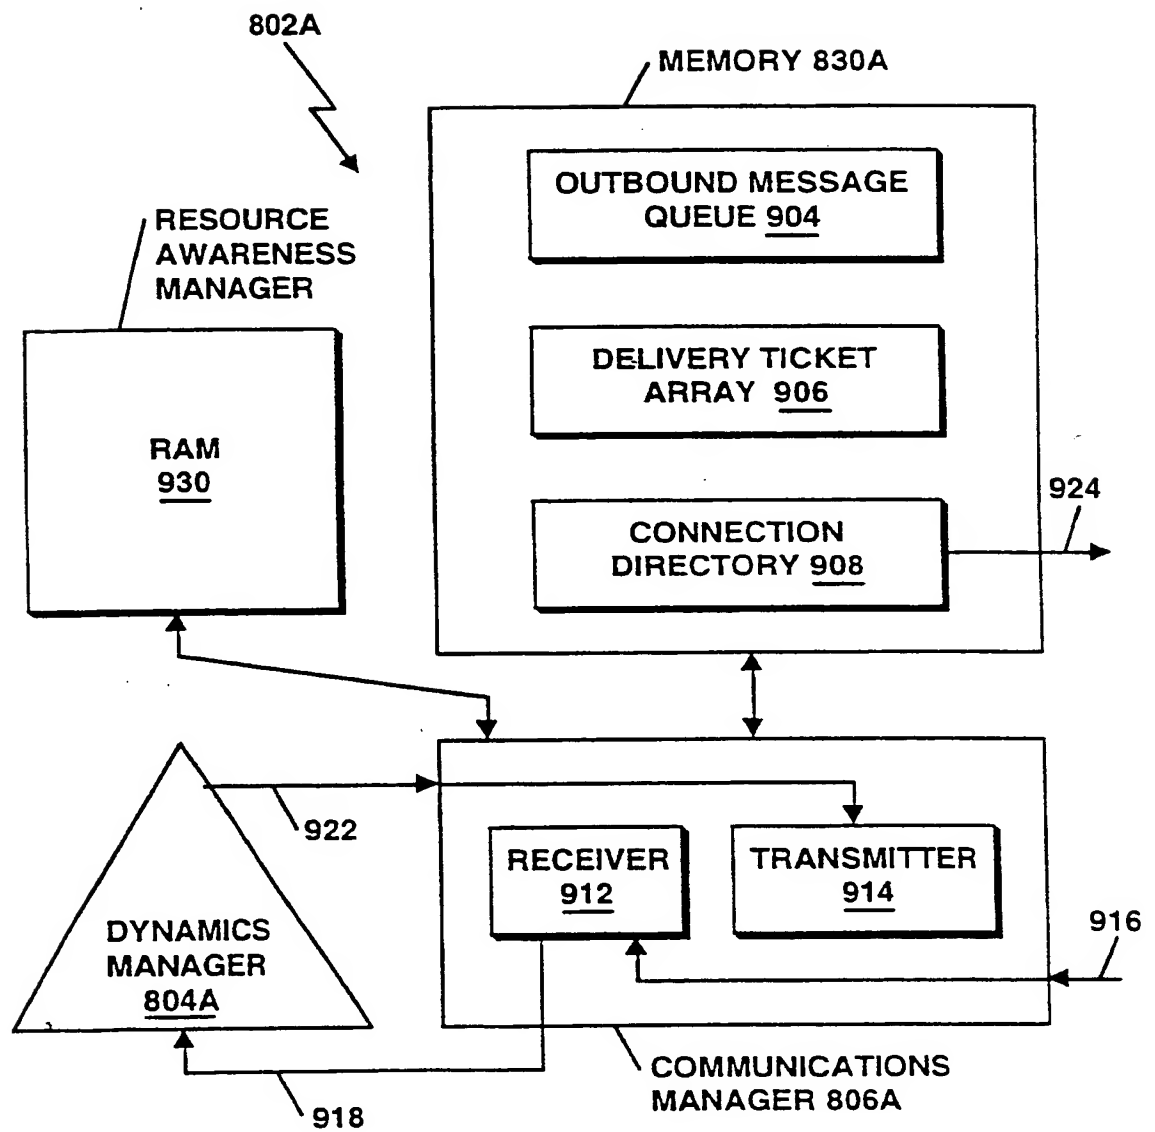 802A
MEMORY 830A
OUTBOUND MESSAGE
QUEUE 904
RESOURCE
AWARENESS
MANAGER
DELIVERY TICKET
ARRAY 906
RAM
930
924
CONNECTION
DIRECTORY 908
922
RECEIVER
912
TRANSMITTER
914
916
DYNAMICS
MANAGER
804A
COMMUNICATIONS
MANAGER 806A
918